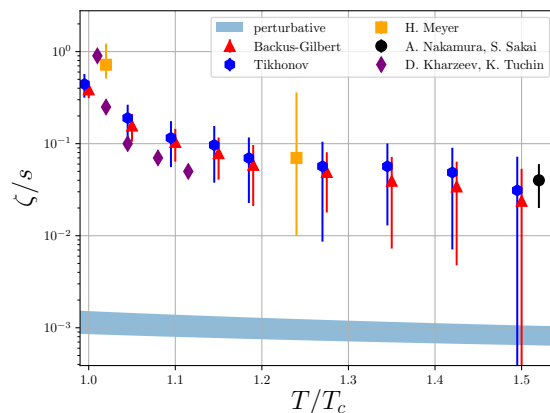 perturbative
Backus-Gilbert
Tikhonov
H. Meyer
A. Nakamura, S. Sakai
D. Kharzeev, K. Tuchin
10^0
10^-1
10^-2
10^-3
ζ/s
1.0 1.1 1.2 1.3 1.4 1.5
T/T_c